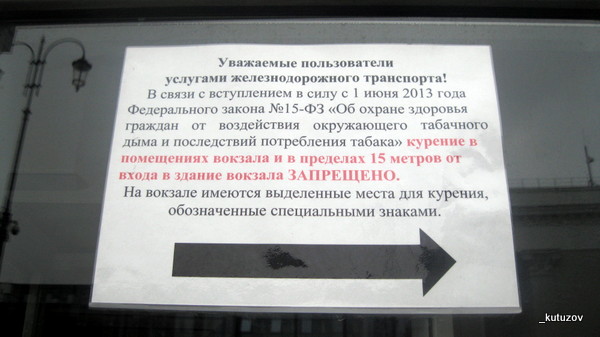 Уважаемые пользователи
услугами железнодорожного транспорта!
В связи с вступлением в силу с 1 июня 2013 года
Федерального закона №15-ФЗ «Об охране здоровья
граждан от воздействия окружающего табачного
дыма и последствий потребления табака» курение в
помещениях вокзала и в пределах 15 метров от
входа в здание вокзала ЗАПРЕЩЕНО.
На вокзале имеются выделенные места для курения,
обозначенные специальными знаками.
_kutuzov